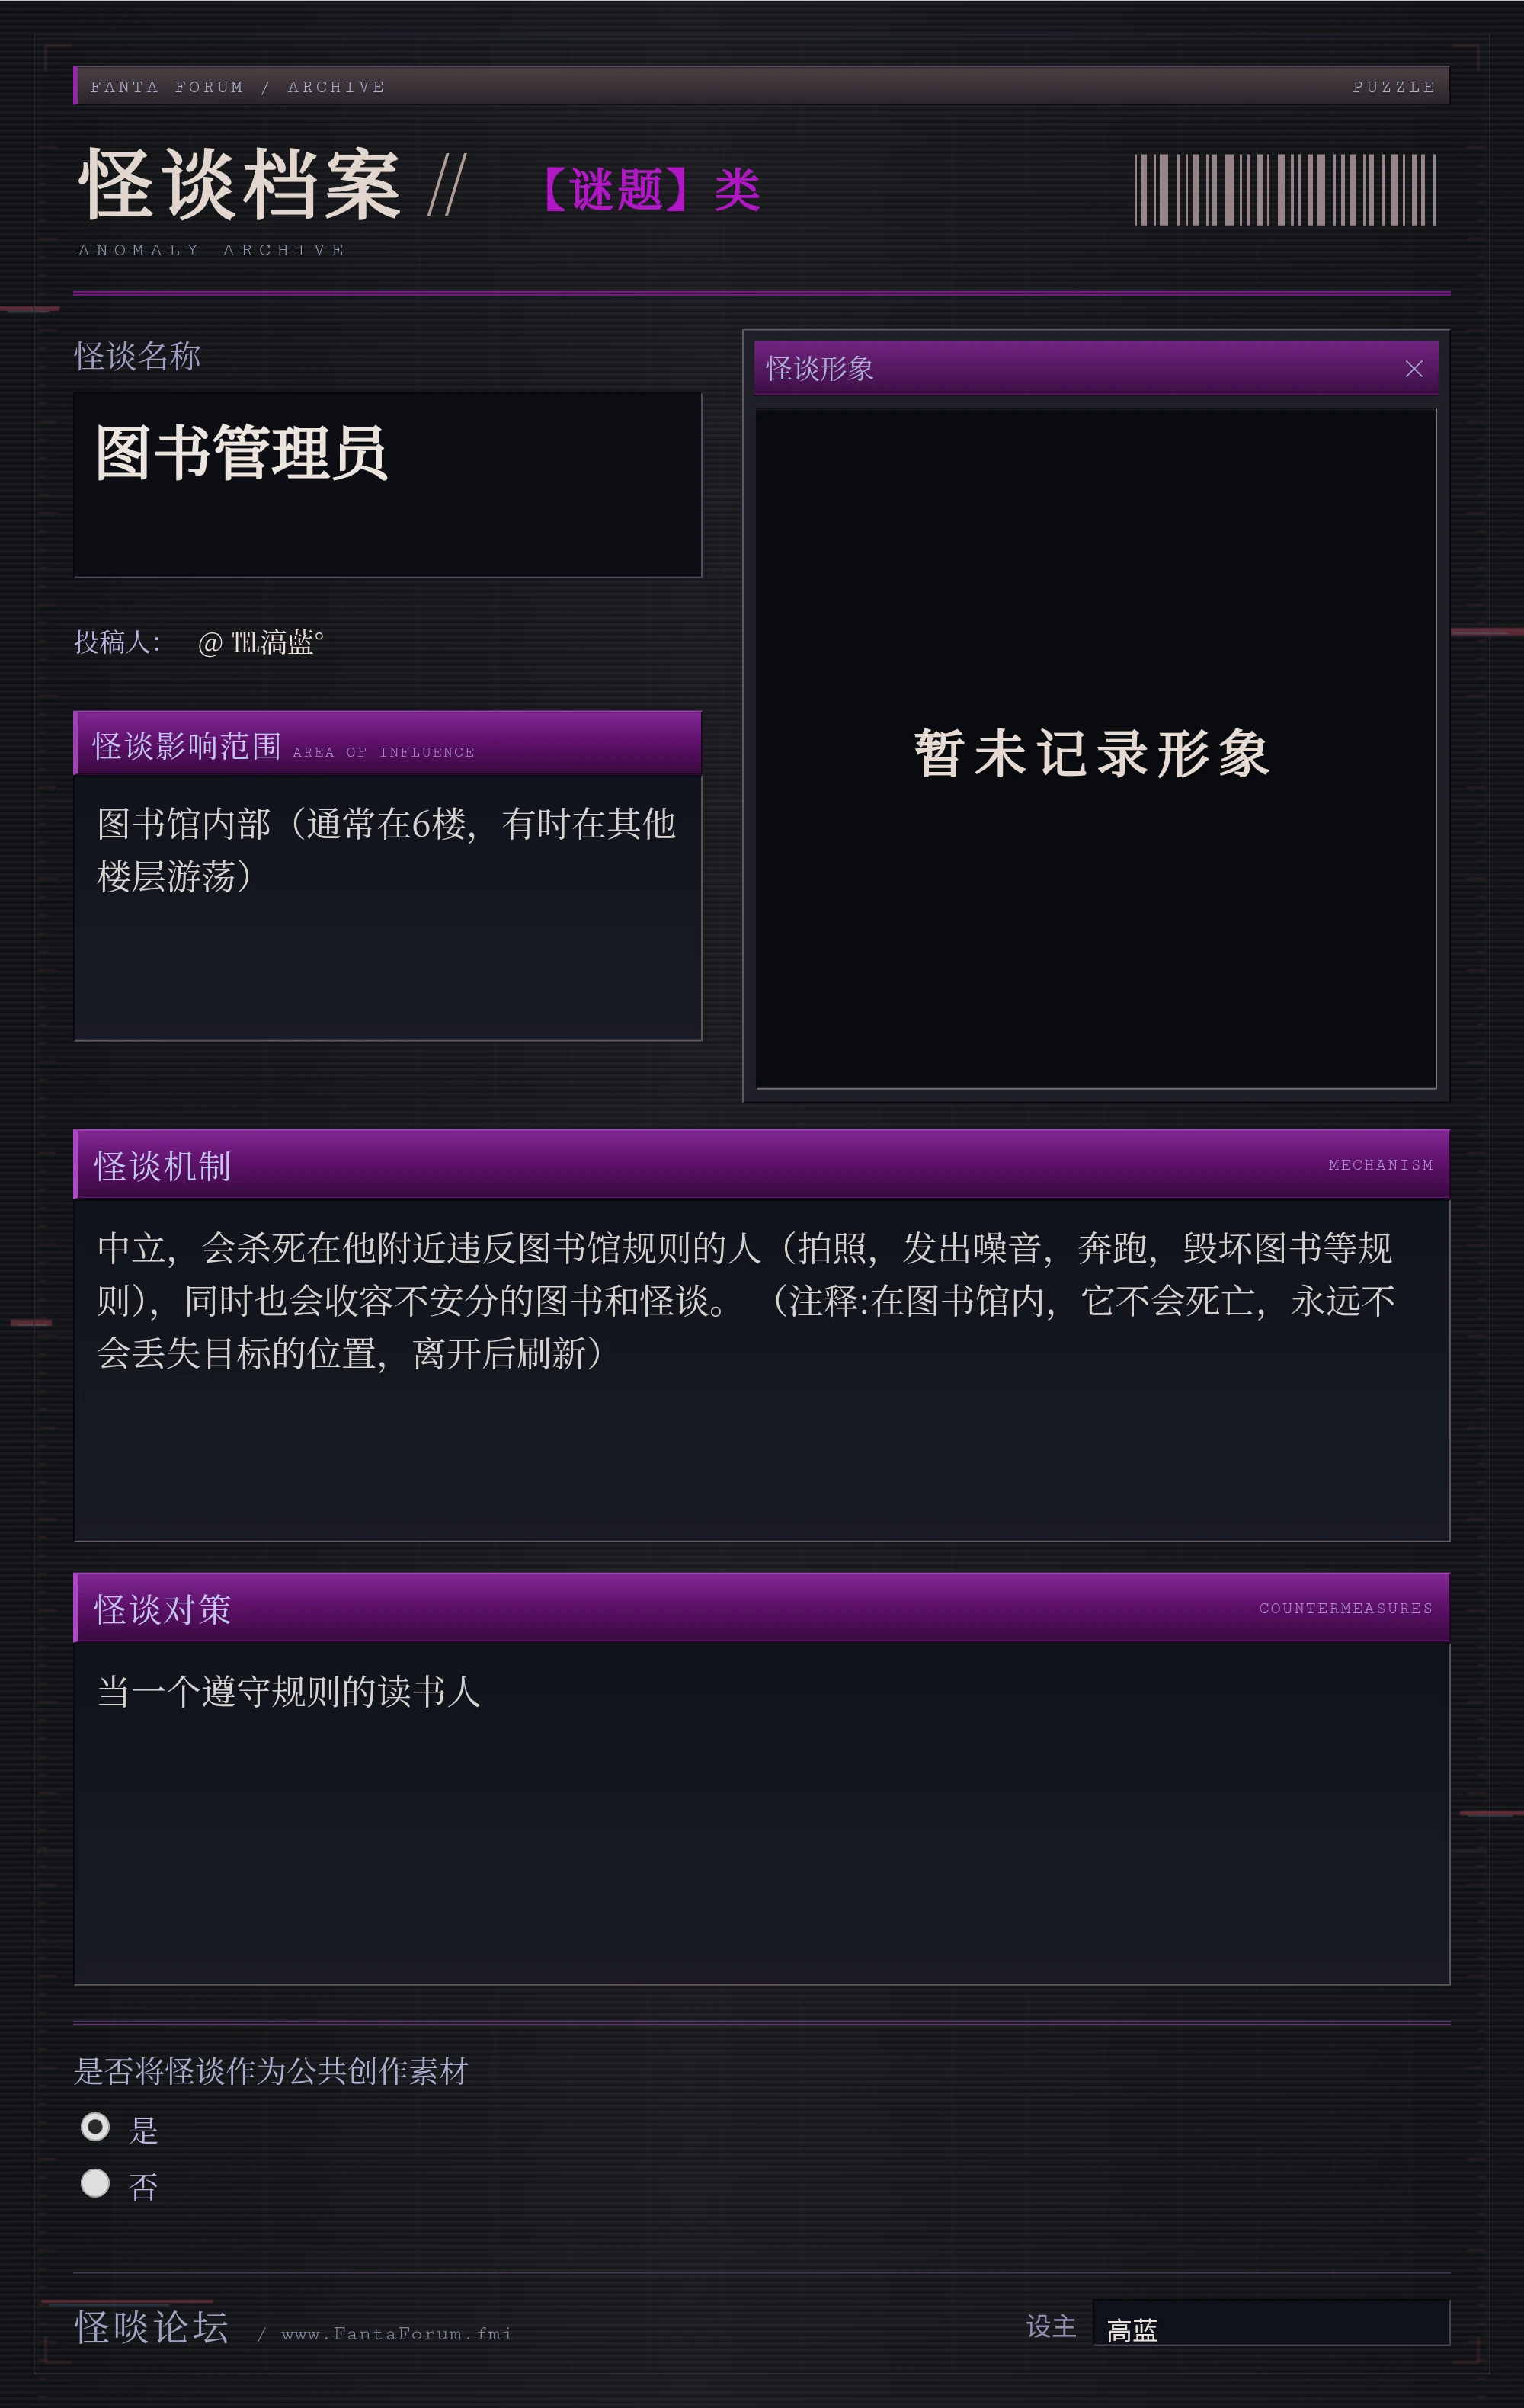 FANTA FORUM / ARCHIVE
PUZZLE
怪谈档案 //
【谜题】类
ANOMALY ARCHIVE
怪谈名称
图书管理员
投稿人： @ ℡滈藍°
怪谈形象
×
暂未记录形象
怪谈影响范围 AREA OF INFLUENCE
图书馆内部（通常在6楼，有时在其他
楼层游荡）
怪谈机制
MECHANISM
中立，会杀死在他附近违反图书馆规则的人（拍照，发出噪音，奔跑，毁坏图书等规
则），同时也会收容不安分的图书和怪谈。 （注释:在图书馆内，它不会死亡，永远不
会丢失目标的位置，离开后刷新）
怪谈对策
COUNTERMEASURES
当一个遵守规则的读书人
是否将怪谈作为公共创作素材
是
否
怪啖论坛 / www.FantaForum.fmi
设主 高蓝